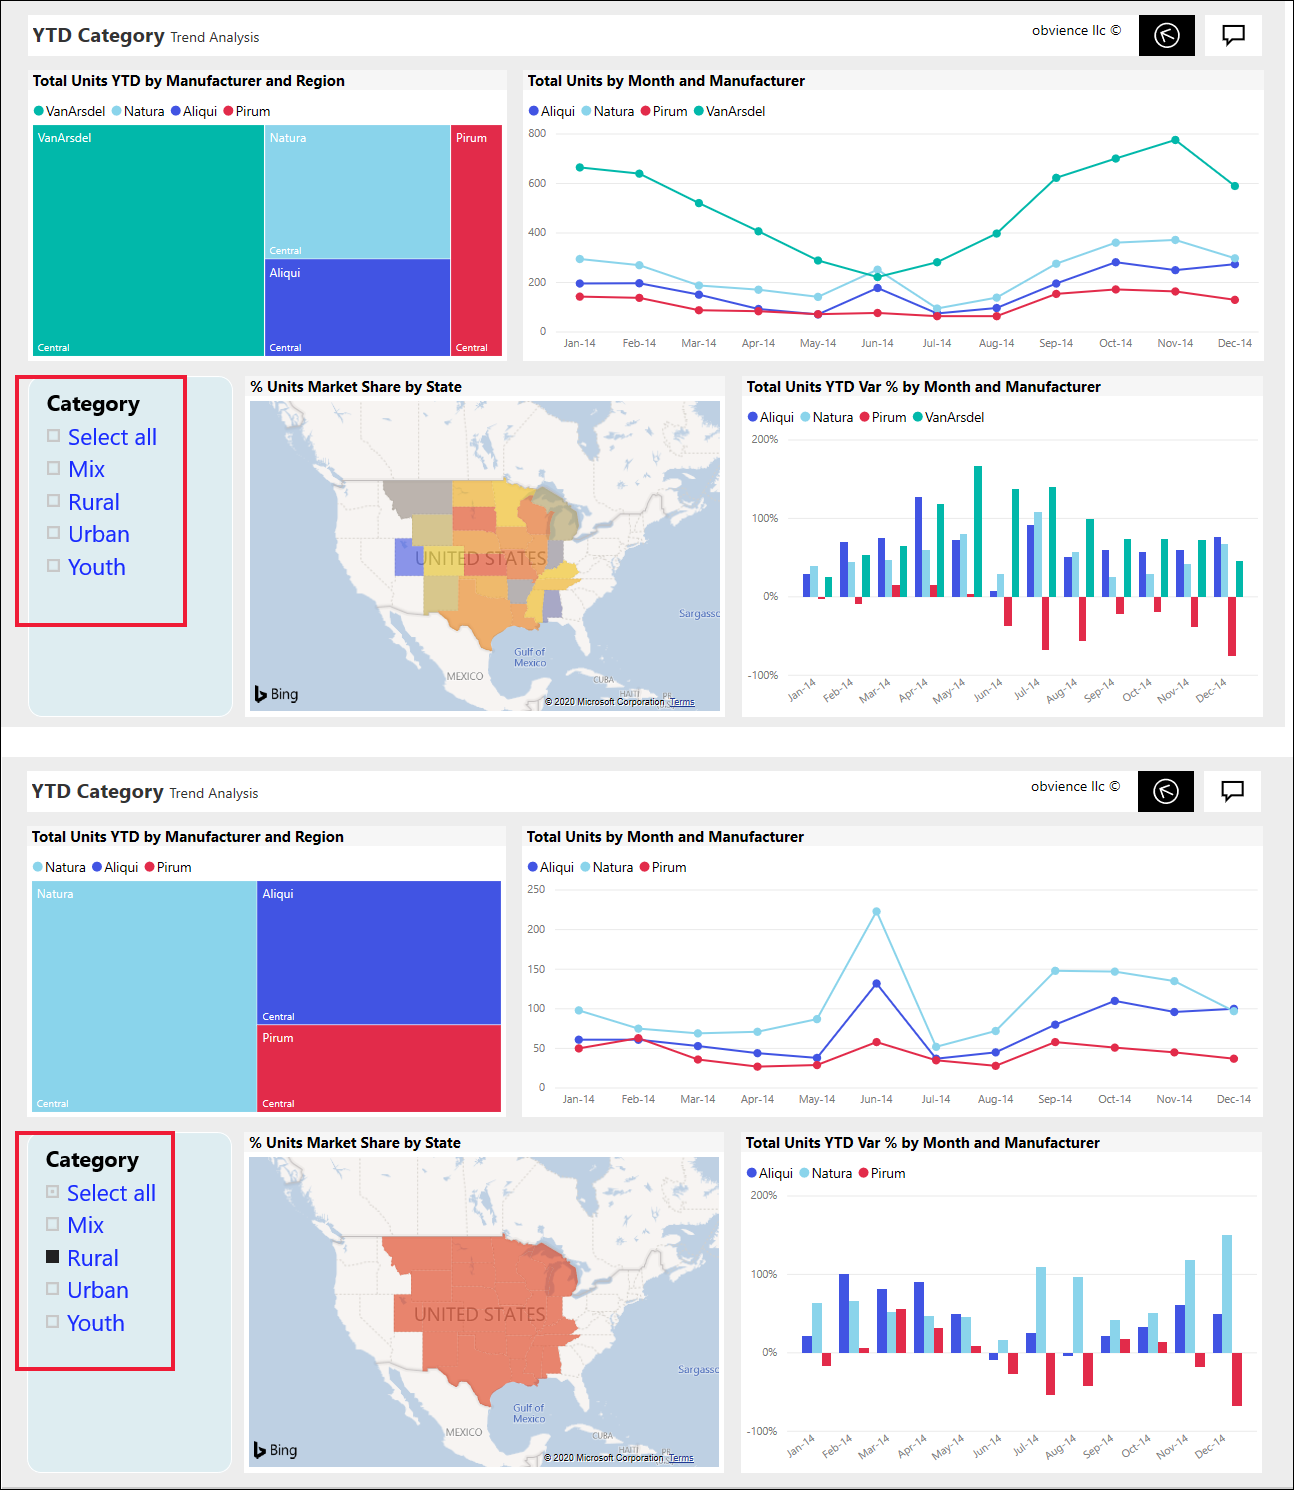 YTD Category Trend Analysis
obvience llc ©
Total Units YTD by Manufacturer and Region
VanArsdel Natura Aliqui Pirum
VanArsdel
Central
Natura
Central
Aliqui
Central
Pirum
Central
Total Units by Month and Manufacturer
Aliqui Natura Pirum VanArsdel
800
600
400
200
0
Jan-14 Feb-14 Mar-14 Apr-14 May-14 Jun-14 Jul-14 Aug-14 Sep-14 Oct-14 Nov-14 Dec-14
Category
Select all
Mix
Rural
Urban
Youth
% Units Market Share by State
UNITED STATES
Sargasso
Gulf of
Mexico
MEXICO
CUBA
HAITI
PR
Bing
© 2020 Microsoft Corporation Terms
Total Units YTD Var % by Month and Manufacturer
Aliqui Natura Pirum VanArsdel
200%
100%
0%
-100%
Jan-14 Feb-14 Mar-14 Apr-14 May-14 Jun-14 Jul-14 Aug-14 Sep-14 Oct-14 Nov-14 Dec-14
YTD Category Trend Analysis
obvience llc ©
Total Units YTD by Manufacturer and Region
Natura Aliqui Pirum
Natura
Central
Aliqui
Central
Pirum
Central
Total Units by Month and Manufacturer
Aliqui Natura Pirum
250
200
150
100
50
0
Jan-14 Feb-14 Mar-14 Apr-14 May-14 Jun-14 Jul-14 Aug-14 Sep-14 Oct-14 Nov-14 Dec-14
Category
Select all
Mix
Rural
Urban
Youth
% Units Market Share by State
UNITED STATES
Sargasso
Gulf of
Mexico
MEXICO
CUBA
HAITI
PR
Bing
© 2020 Microsoft Corporation Terms
Total Units YTD Var % by Month and Manufacturer
Aliqui Natura Pirum
200%
100%
0%
-100%
Jan-14 Feb-14 Mar-14 Apr-14 May-14 Jun-14 Jul-14 Aug-14 Sep-14 Oct-14 Nov-14 Dec-14